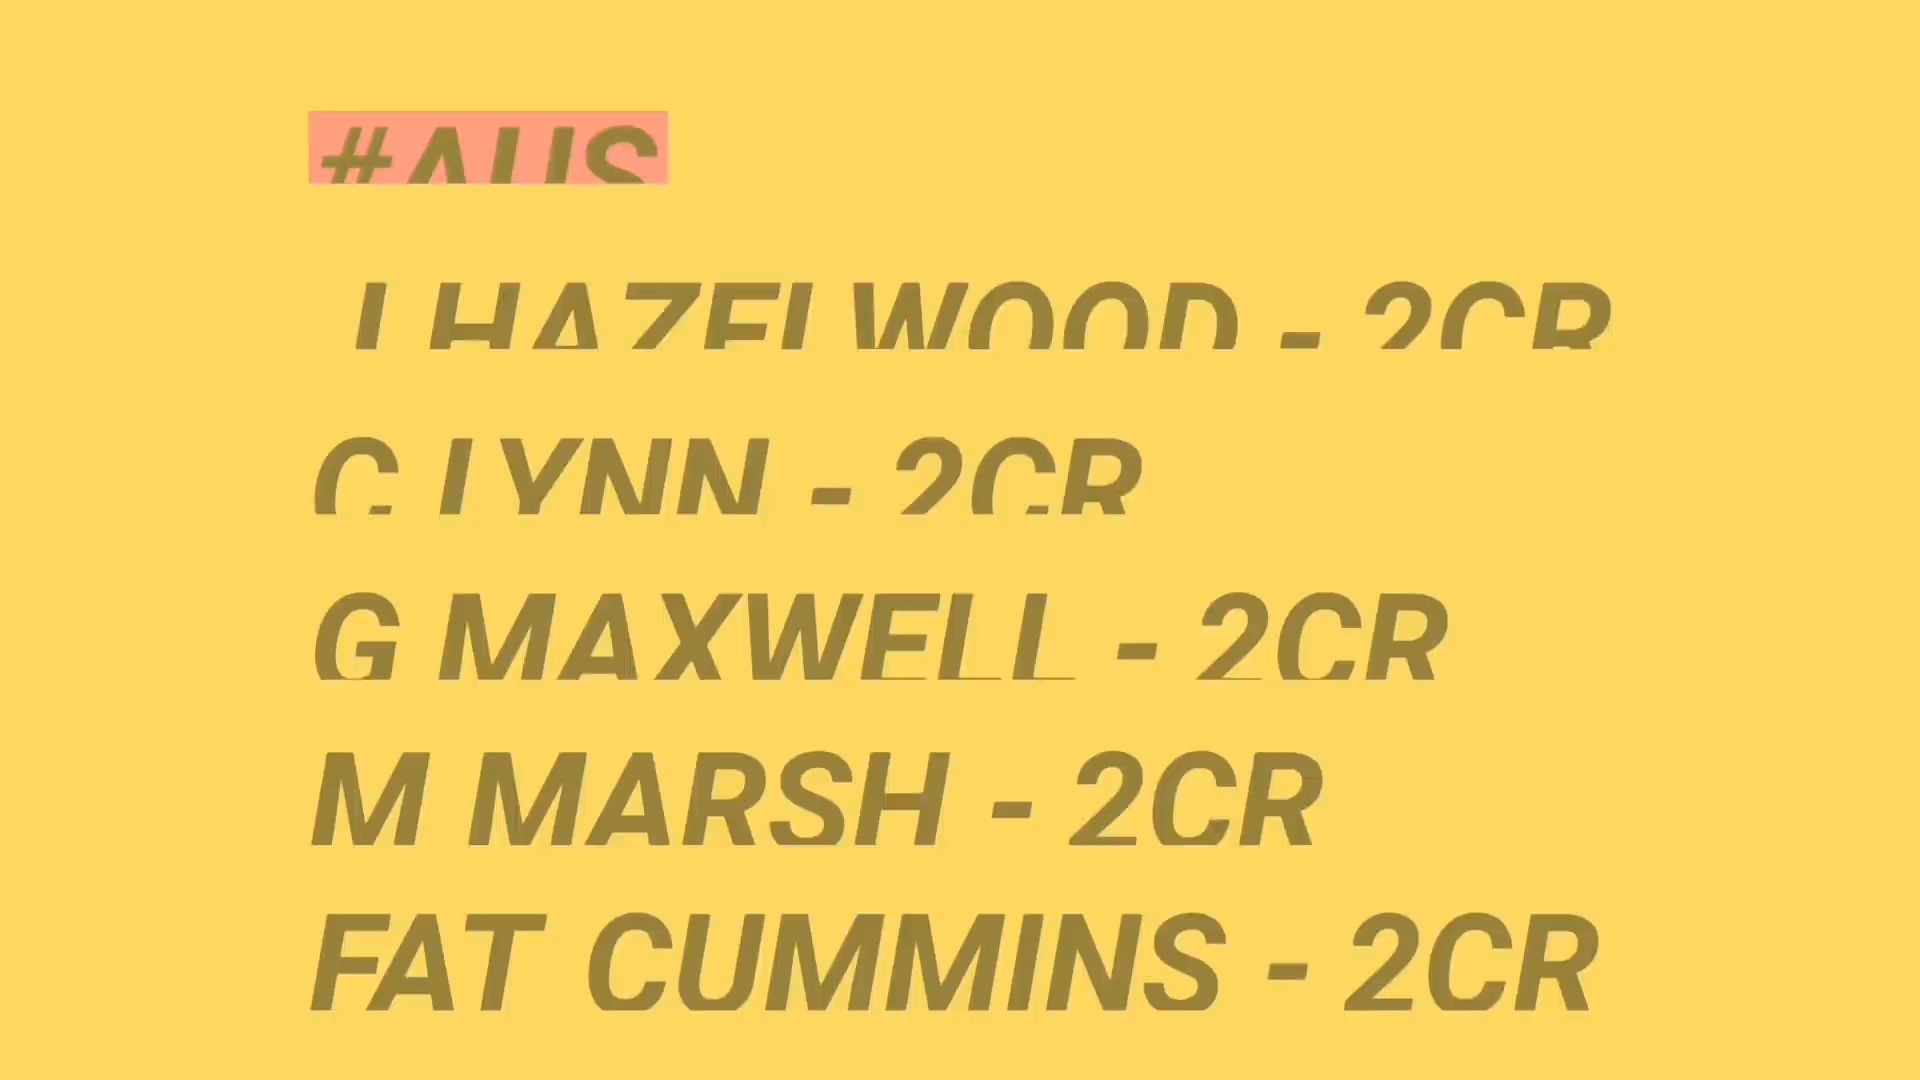 #AUS
J HAZELWOOD - 2CR
C LYNN - 2CR
G MAXWELL - 2CR
M MARSH - 2CR
FAT CUMMINS - 2CR